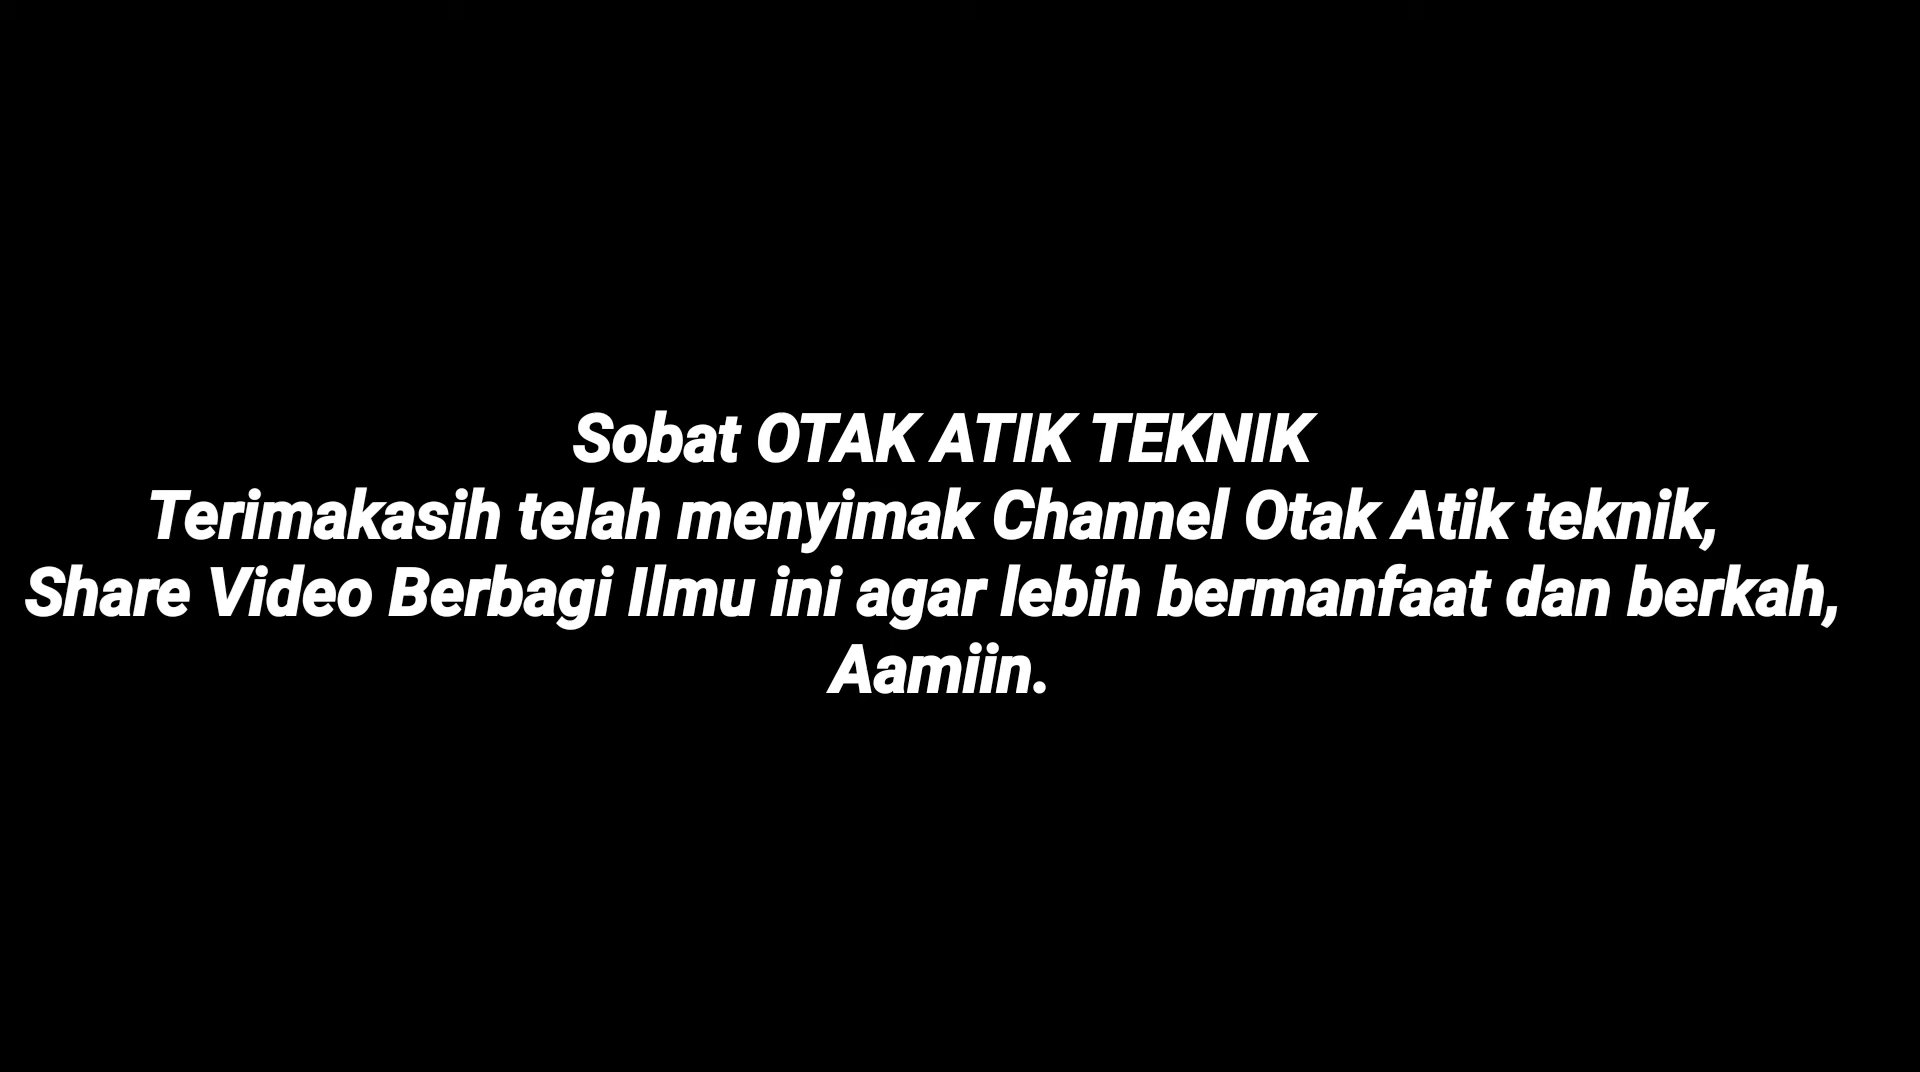 Sobat OTAK ATIK TEKNIK
Terimakasih telah menyimak Channel Otak Atik teknik,
Share Video Berbagi Ilmu ini agar lebih bermanfaat dan berkah,
Aamiin.